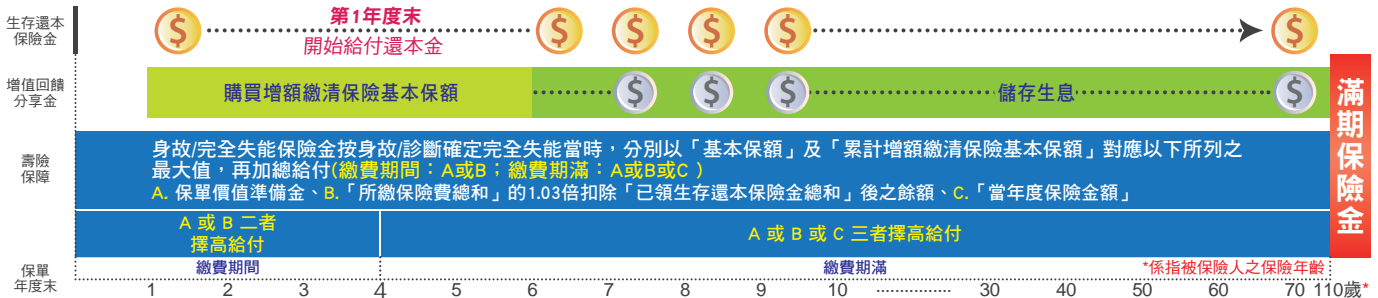 生存還本
保險金
$
第1年度末
開始給付還本金
$
$
$
$
$
增值回饋
分享金
購買增額繳清保險基本保額
$
$
$
儲存生息
$
滿期保險金
壽險
保障
身故/完全失能保險金按身故/診斷確定完全失能當時，分別以「基本保額」及「累計增額繳清保險基本保額」對應以下所列之
最大值，再加總給付(繳費期間：A或B；繳費期滿：A或B或C )
A. 保單價值準備金、B.「所繳保險費總和」的1.03倍扣除「已領生存還本保險金總和」後之餘額、C.「當年度保險金額」
A 或 B 二者
擇高給付
A 或 B 或 C 三者擇高給付
繳費期間
繳費期滿
*係指被保險人之保險年齡
保單
年度末
1 2 3 4 5 6 7 8 9 10 ·············· 30 40 50 60 70 110歲*